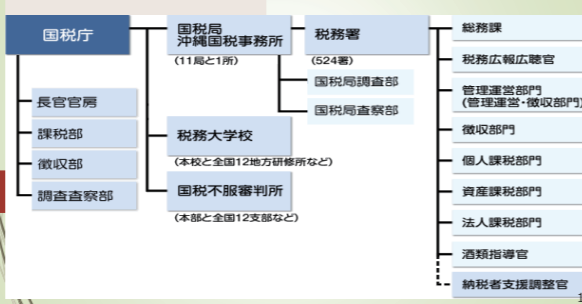 国税庁
長官官房
課税部
徴収部
調査査察部
国税局
沖縄国税事務所
(11局と1所)
税務署
(524署)
国税局調査部
国税局査察部
税務大学校
(本校と全国12地方研修所など)
国税不服審判所
(本部と全国12支部など)
総務課
税務広報広聴官
管理運営部門
(管理運営・徴収部門)
徴収部門
個人課税部門
資産課税部門
法人課税部門
酒類指導官
納税者支援調整官